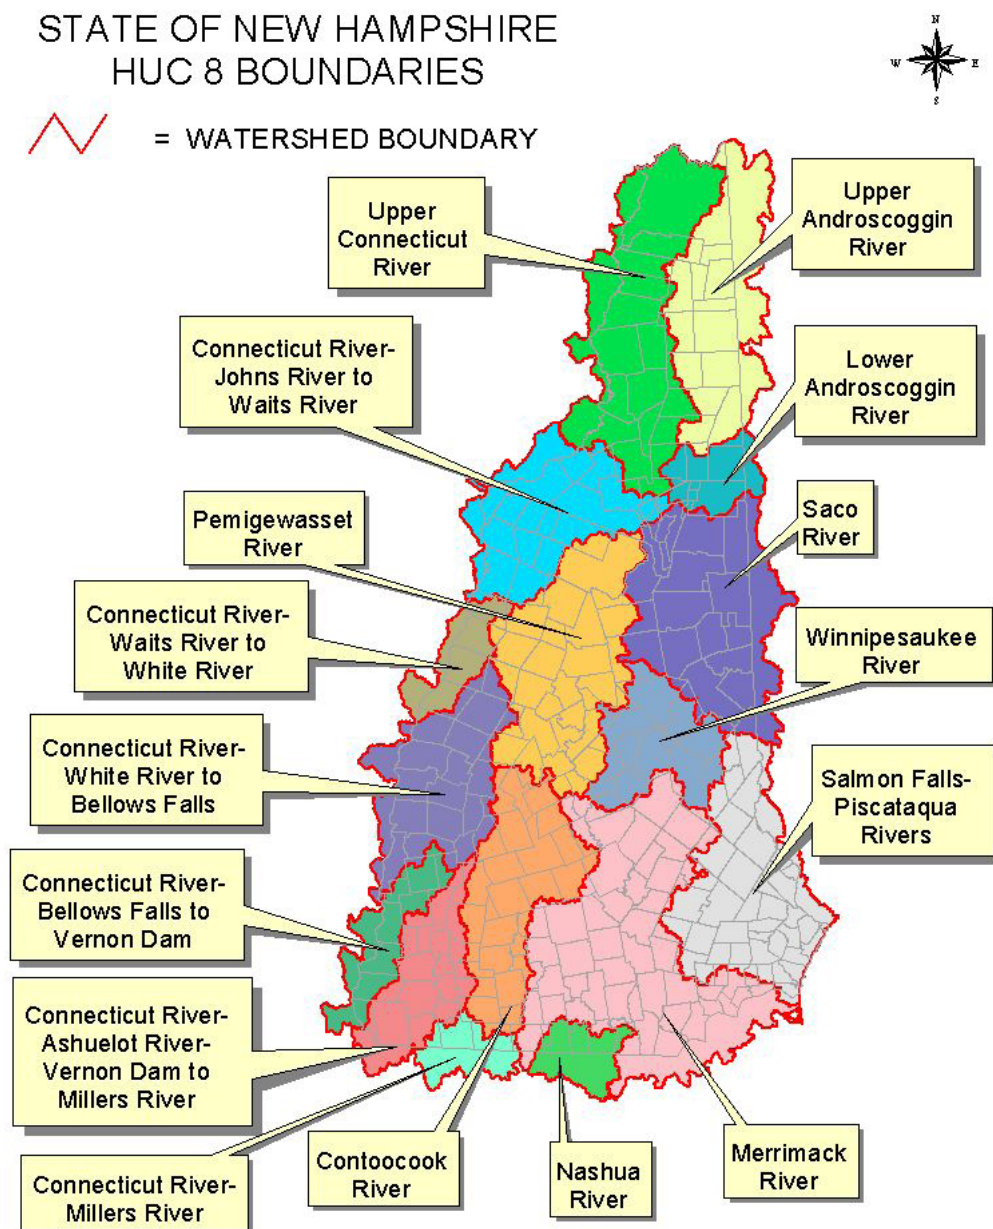 STATE OF NEW HAMPSHIRE
HUC 8 BOUNDARIES
N
W
E
S
= WATERSHED BOUNDARY
Upper
Connecticut
River
Upper
Androscoggin
River
Connecticut River-
Johns River to
Waits River
Lower
Androscoggin
River
Pemigewasset
River
Saco
River
Connecticut River-
Waits River to
White River
Winnipesaukee
River
Connecticut River-
White River to
Bellows Falls
Salmon Falls-
Piscataqua
Rivers
Connecticut River-
Bellows Falls to
Vernon Dam
Connecticut River-
Ashuelot River-
Vernon Dam to
Millers River
Connecticut River-
Millers River
Contoocook
River
Nashua
River
Merrimack
River